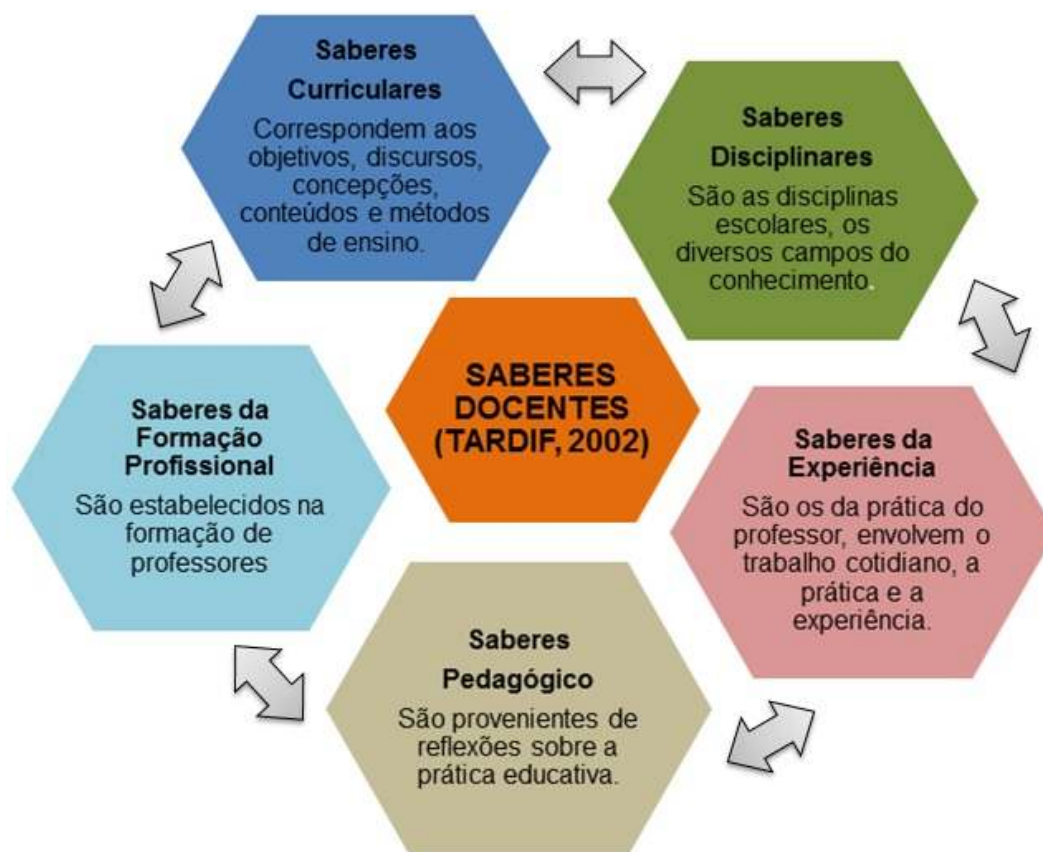 Saberes
Curriculares
Correspondem aos
objetivos, discursos,
concepções,
conteúdos e métodos
de ensino.
Saberes
Disciplinares
São as disciplinas
escolares, os
diversos campos do
conhecimento.
SABERES
DOCENTES
(TARDIF, 2002)
Saberes da
Formação
Profissional
São estabelecidos na
formação de
professores
Saberes da
Experiência
São os da prática do
professor, envolvem o
trabalho cotidiano, a
prática e a
experiência.
Saberes
Pedagógico
São provenientes de
reflexões sobre a
prática educativa.